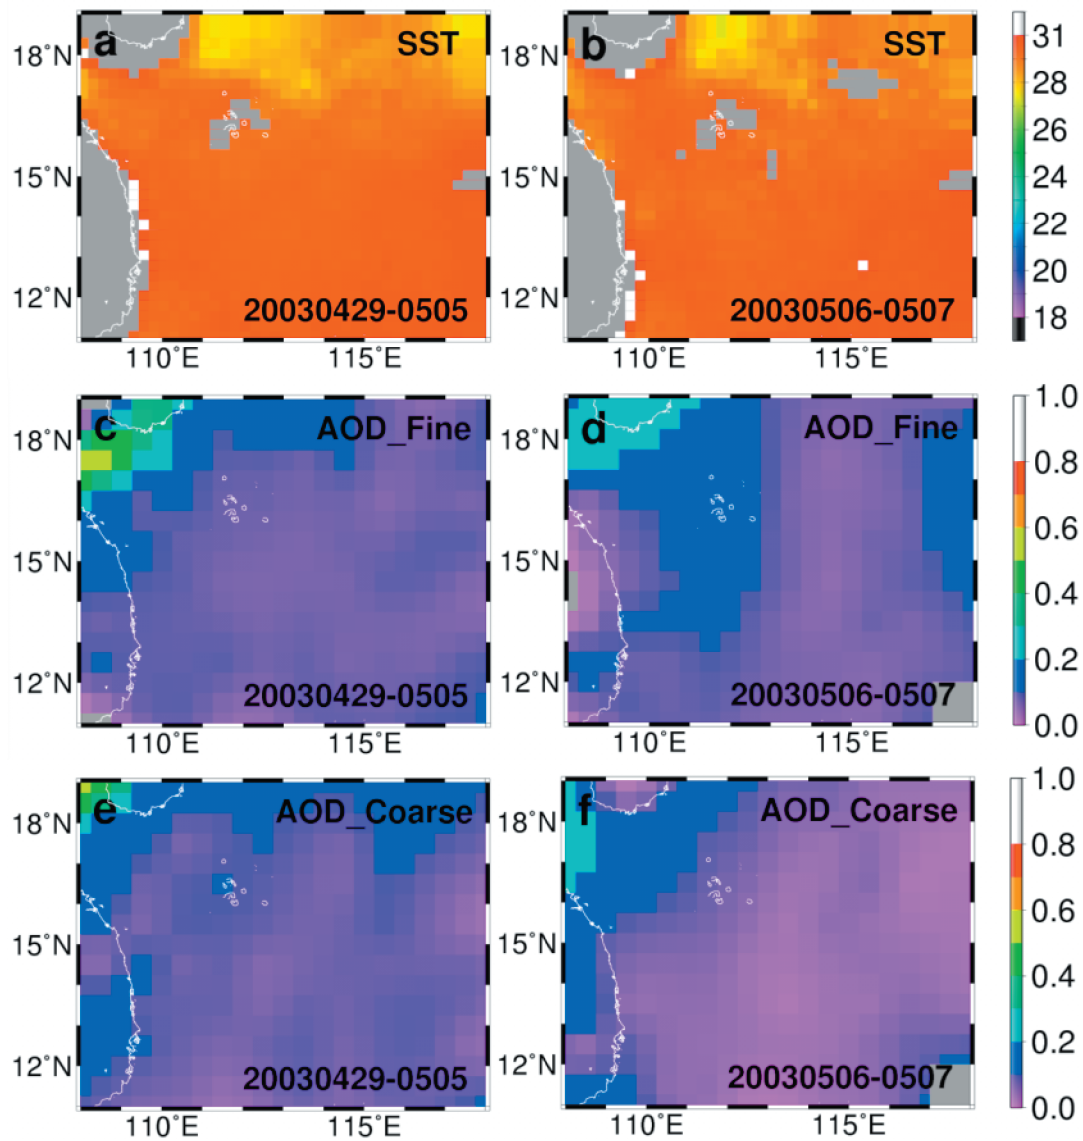 a SST
b SST
18°N
15°N
12°N
20030429-0505
110°E 115°E
18°N
15°N
12°N
20030506-0507
110°E 115°E
31
28
26
24
22
20
18
c AOD_Fine
18°N
15°N
12°N
20030429-0505
110°E 115°E
d AOD_Fine
18°N
15°N
12°N
20030506-0507
110°E 115°E
1.0
0.8
0.6
0.4
0.2
0.0
e AOD_Coarse
18°N
15°N
12°N
20030429-0505
110°E 115°E
f AOD_Coarse
18°N
15°N
12°N
20030506-0507
110°E 115°E
1.0
0.8
0.6
0.4
0.2
0.0